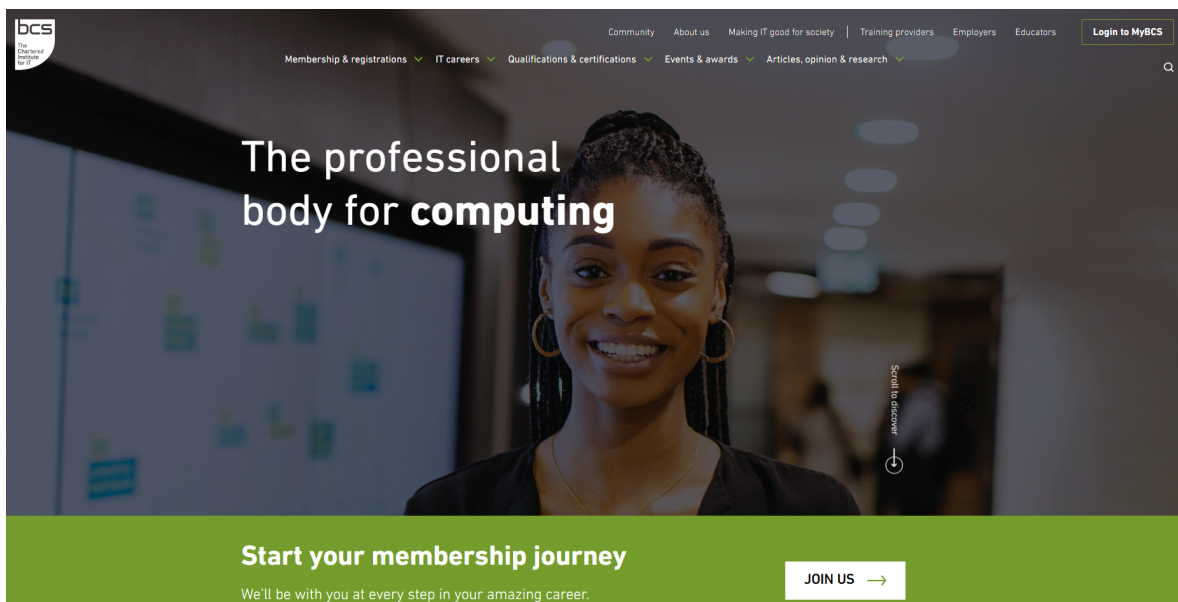 bcs
The
Chartered
Institute
for IT
Community About us Making IT good for society Training providers Employers Educators Login to MyBCS
Membership & registrations IT careers Qualifications & certifications Events & awards Articles, opinion & research
The professional
body for computing
Scroll to discover
Start your membership journey
We'll be with you at every step in your amazing career.
JOIN US